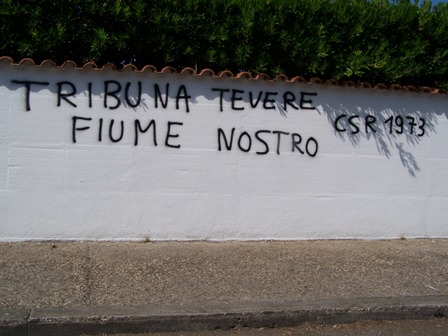 TRIBUNA TEVERE CSR 1973
FIUME NOSTRO